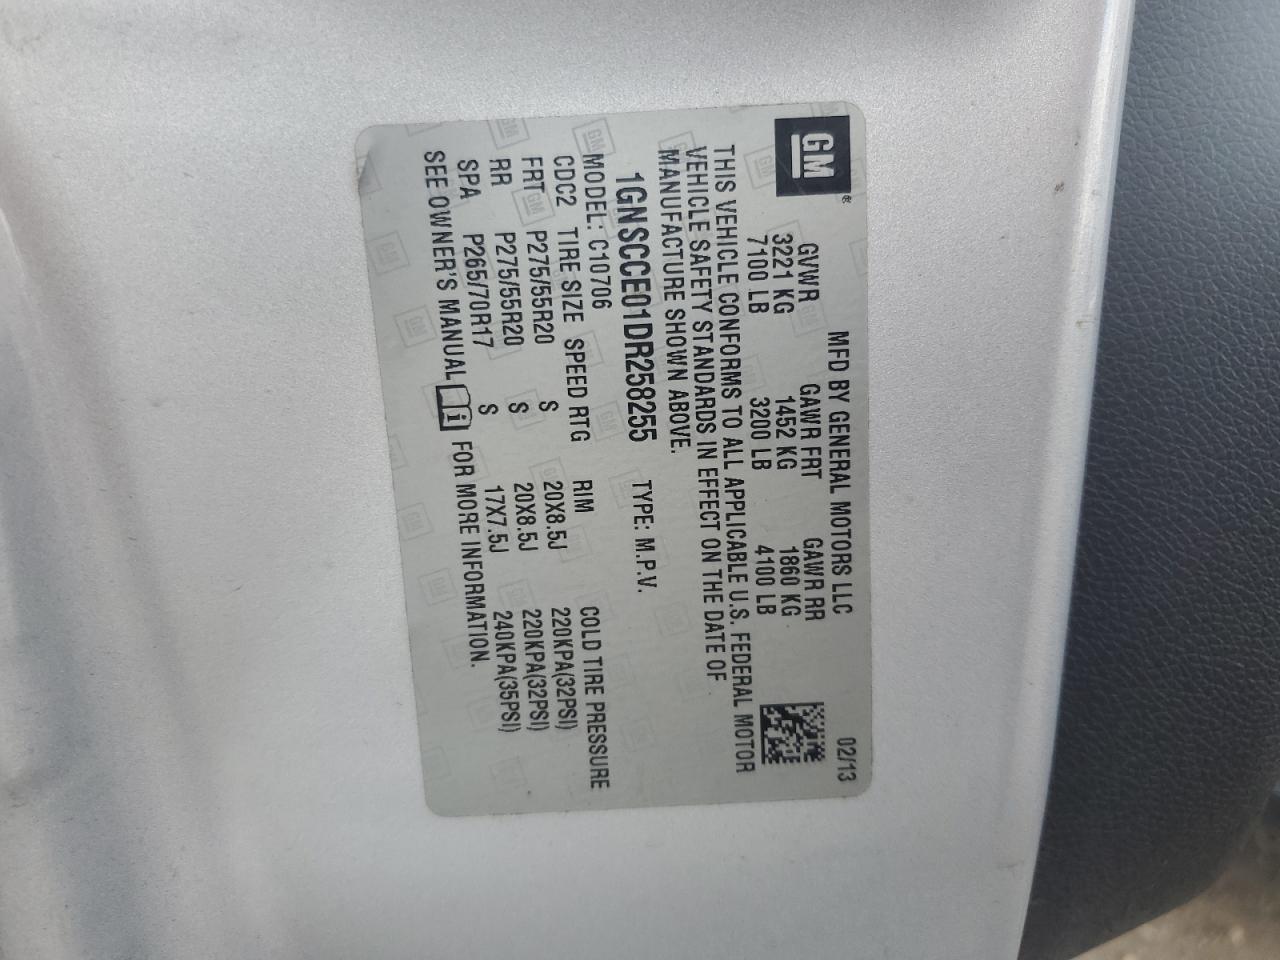 GM
MFD BY GENERAL MOTORS LLC 02/13
GVWR GAWR FRT GAWR RR
3221 KG 1452 KG 1860 KG
7100 LB 3200 LB 4100 LB
THIS VEHICLE CONFORMS TO ALL APPLICABLE U.S. FEDERAL MOTOR
VEHICLE SAFETY STANDARDS IN EFFECT ON THE DATE OF
MANUFACTURE SHOWN ABOVE.
1GNSCCE01DR258255 TYPE: M.P.V.
MODEL: C10706
CDC2 TIRE SIZE SPEED RTG RIM COLD TIRE PRESSURE
FRT P275/55R20 S 20X8.5J 220KPA(32PSI)
RR P275/55R20 S 20X8.5J 220KPA(32PSI)
SPA P265/70R17 S 17X7.5J 240KPA(35PSI)
SEE OWNER'S MANUAL i FOR MORE INFORMATION.